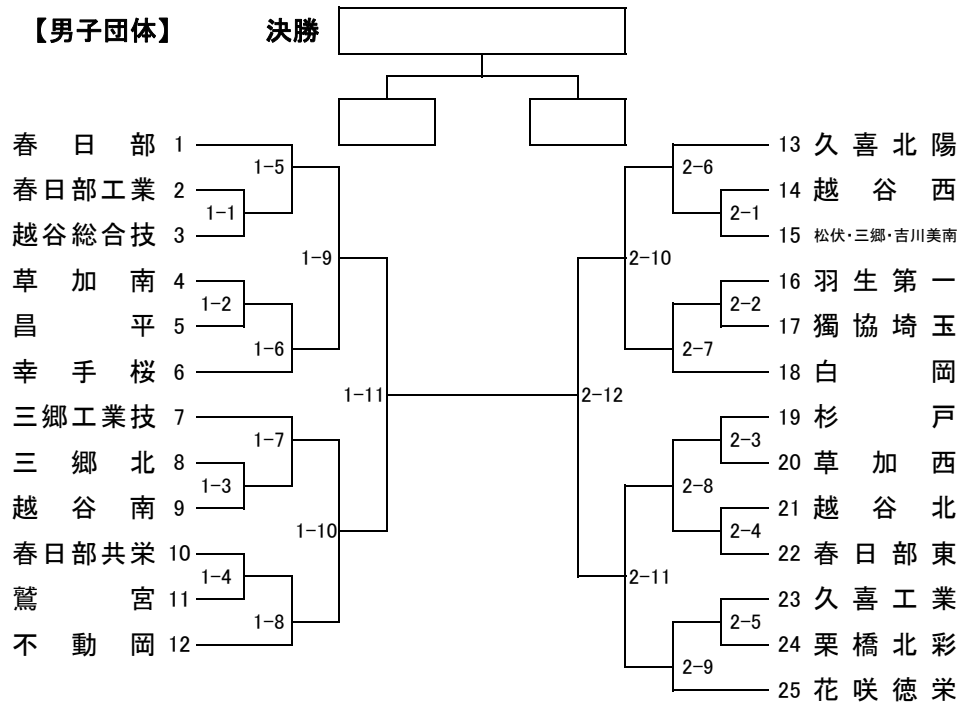 【男子団体】 決勝
春日部 1
1-5
春日部工業 2
1-1
越谷総合技 3
1-9
草加南 4
1-2
昌平 5
1-6
幸手桜 6
1-11
三郷工業技 7
1-7
三郷北 8
1-3
越谷南 9
1-10
春日部共栄 10
1-4
鷲宮 11
1-8
不動岡 12
13 久喜北陽
2-6
14 越谷西
2-1
15 松伏・三郷・吉川美南
2-10
16 羽生第一
2-2
17 獨協埼玉
2-7
18 白岡
2-12
19 杉戸
2-3
20 草加西
2-8
21 越谷北
2-4
22 春日部東
2-11
23 久喜工業
2-5
24 栗橋北彩
2-9
25 花咲徳栄